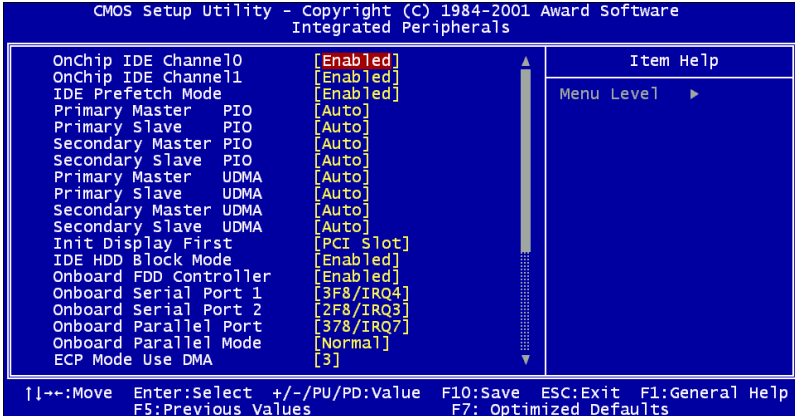 CMOS Setup Utility – Copyright (C) 1984-2001 Award Software
Integrated Peripherals
OnChip IDE Channel0 [Enabled]
OnChip IDE Channel1 [Enabled]
IDE Prefetch Mode [Enabled]
Primary Master PIO [Auto]
Primary Slave PIO [Auto]
Secondary Master PIO [Auto]
Secondary Slave PIO [Auto]
Primary Master UDMA [Auto]
Primary Slave UDMA [Auto]
Secondary Master UDMA [Auto]
Secondary Slave UDMA [Auto]
Init Display First [PCI Slot]
IDE HDD Block Mode [Enabled]
Onboard FDD Controller [Enabled]
Onboard Serial Port 1 [3F8/IRQ4]
Onboard Serial Port 2 [2F8/IRQ3]
Onboard Parallel Port [378/IRQ7]
Onboard Parallel Mode [Normal]
ECP Mode Use DMA [3]
Item Help
Menu Level ►
↑↓→←:Move Enter:Select +/-/PU/PD:Value F10:Save ESC:Exit F1:General Help
F5:Previous Values F7: Optimized Defaults